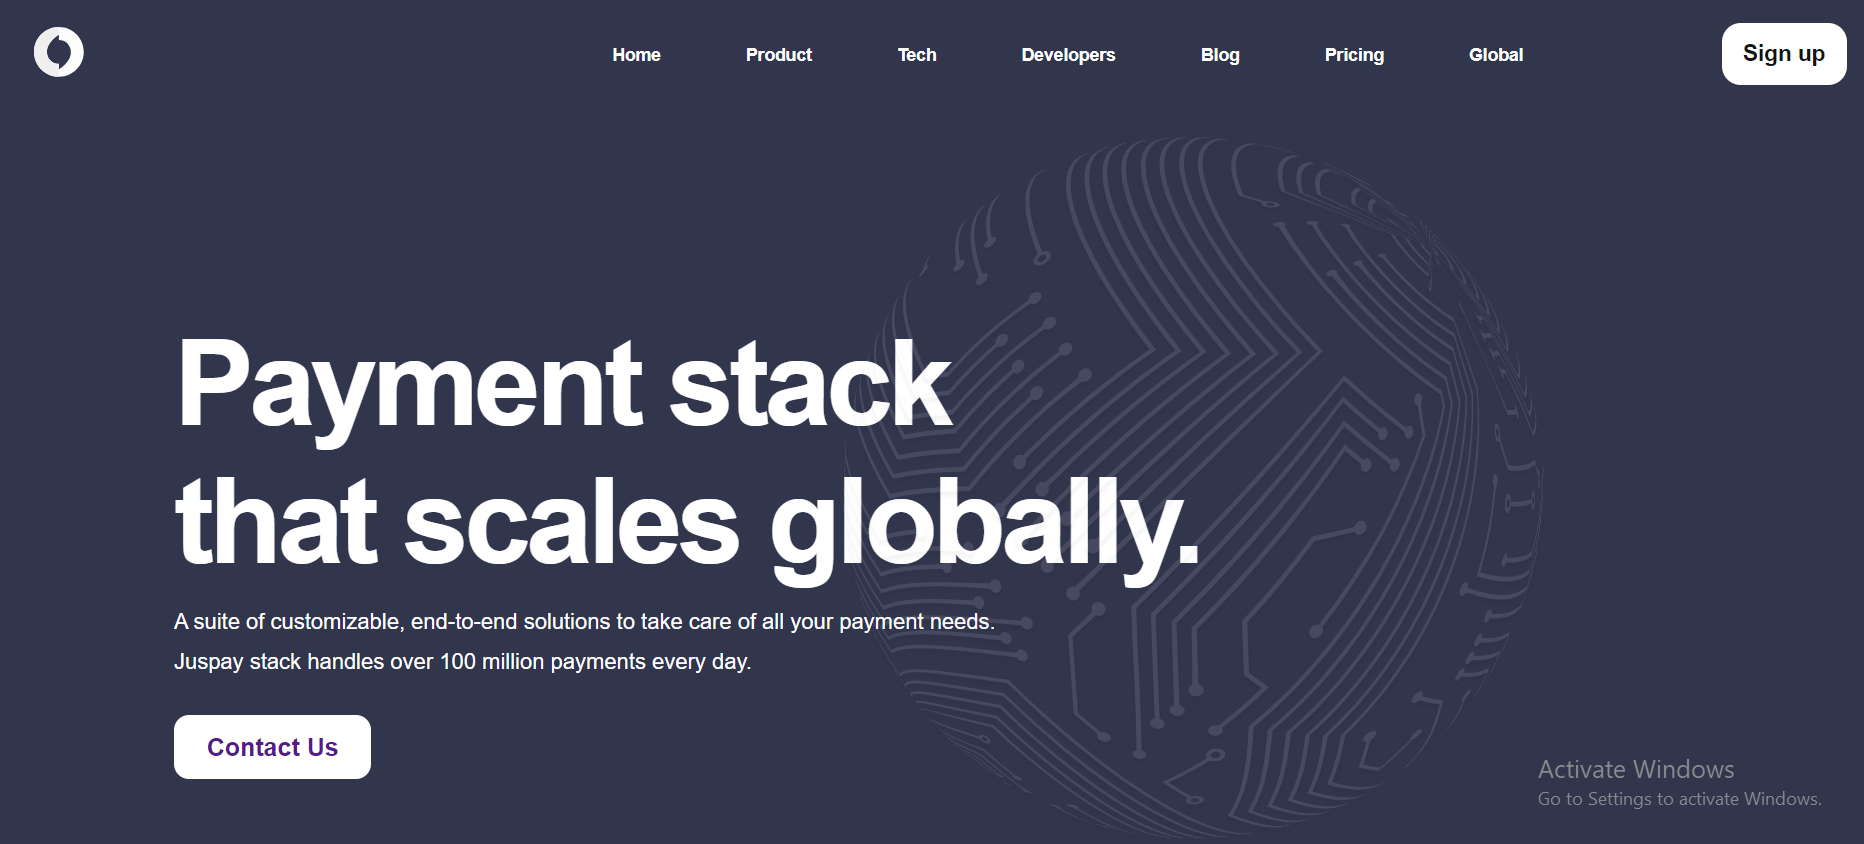 Home Product Tech Developers Blog Pricing Global Sign up
Payment stack
that scales globally.
A suite of customizable, end-to-end solutions to take care of all your payment needs.
Juspay stack handles over 100 million payments every day.
Contact Us
Activate Windows
Go to Settings to activate Windows.